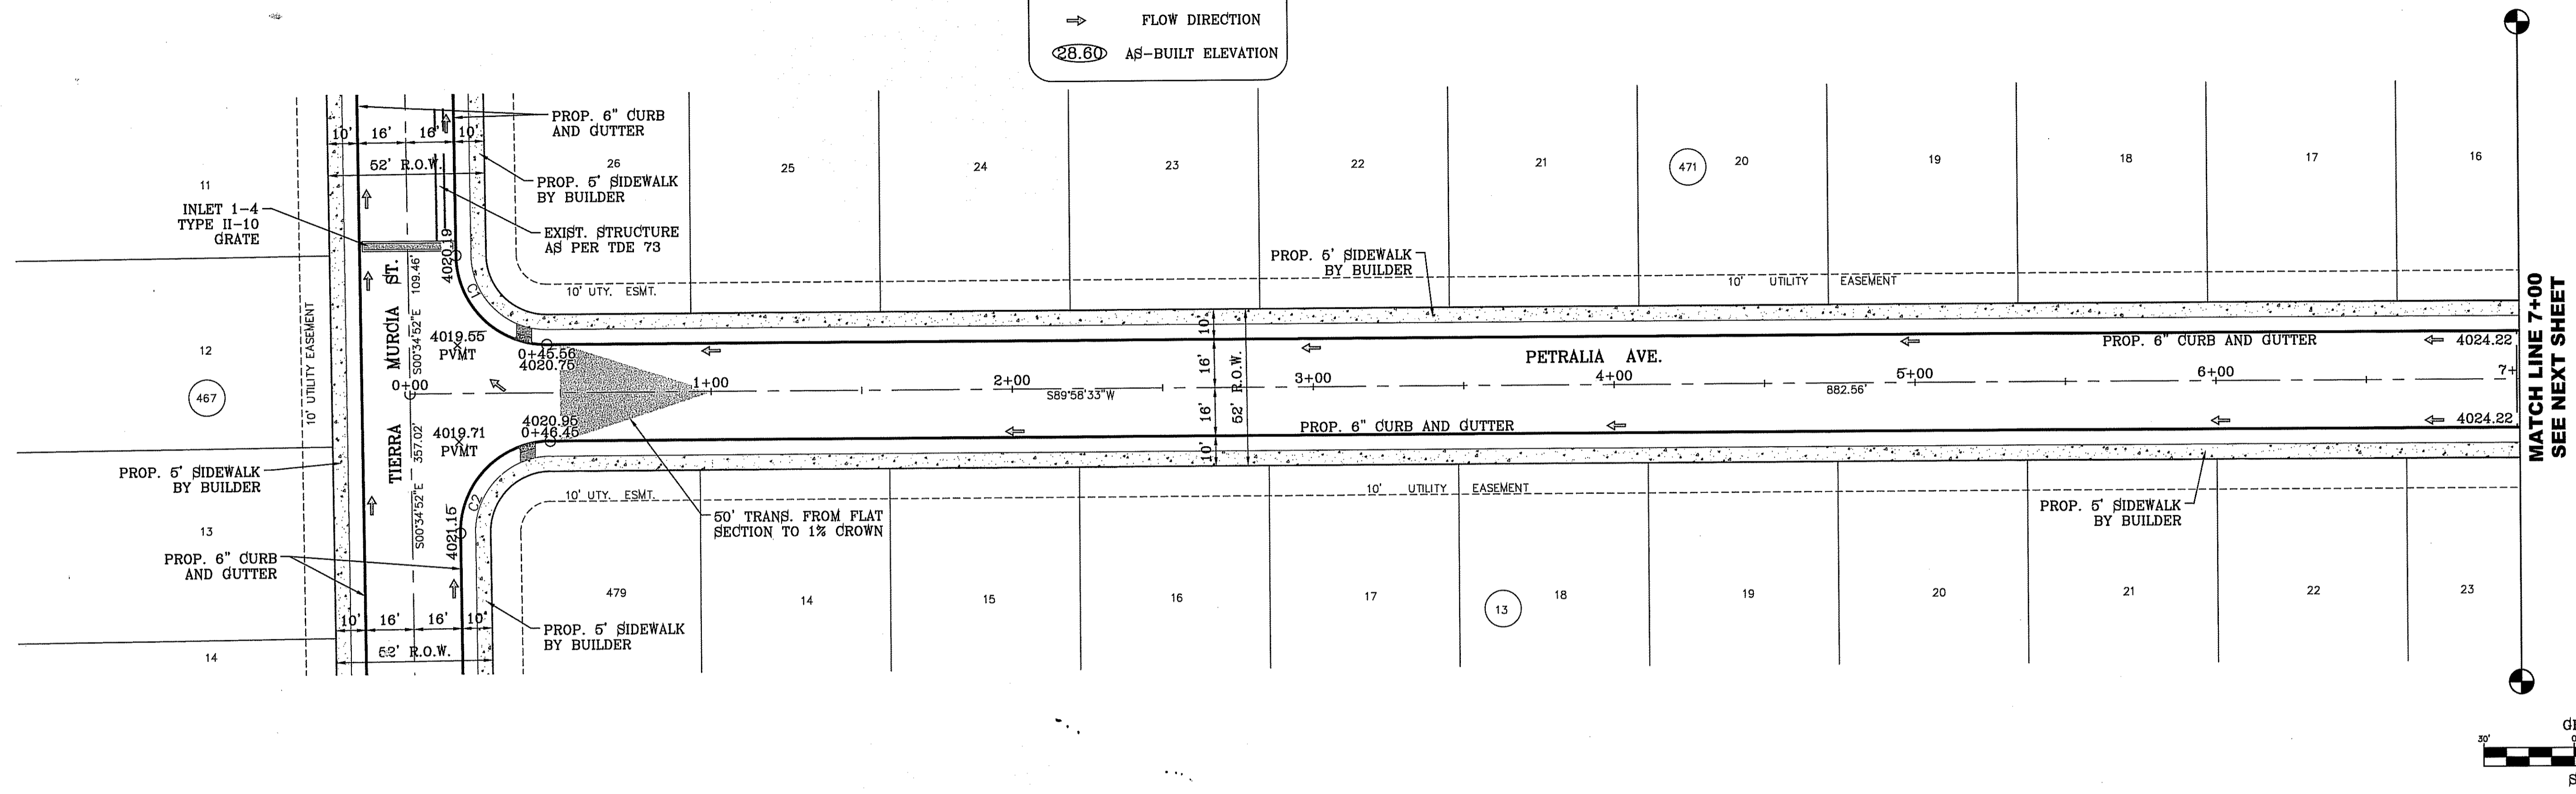 FLOW DIRECTION
28.60 AS-BUILT ELEVATION
PROP. 6" CURB
AND GUTTER
10' 16' 16' 10'
52' R.O.W.
26
25
24
23
22
21
471
20
19
18
17
16
11
PROP. 5' SIDEWALK
BY BUILDER
INLET 1-4
TYPE II-10
GRATE
EXIST. STRUCTURE
AS PER TDE 73
4020.19
109.46'
S00°34'52"E
TIERRA MURCIA ST.
C1
10' UTY. ESMT.
PROP. 5' SIDEWALK
BY BUILDER
10' UTILITY EASEMENT
10' UTILITY EASEMENT
12
467
4019.55
PVMT
0+45.56
4020.75
0+00
1+00
2+00
3+00
4+00
5+00
6+00
7+
S89°58'33"W
882.56'
10'
16'
16'
10'
52' R.O.W.
PETRALIA AVE.
PROP. 6" CURB AND GUTTER
4024.22
MATCH LINE 7+00
SEE NEXT SHEET
4019.71
PVMT
4020.95
0+46.45
PROP. 6" CURB AND GUTTER
4024.22
357.02'
S00°34'52"E
PROP. 5' SIDEWALK
BY BUILDER
C2
10' UTY. ESMT.
10' UTILITY EASEMENT
4021.15
50' TRANS. FROM FLAT
SECTION TO 1% CROWN
PROP. 5' SIDEWALK
BY BUILDER
13
PROP. 6" CURB
AND GUTTER
479
14
15
16
17
13
18
19
20
21
22
23
10' 16' 16' 10'
52' R.O.W.
PROP. 5' SIDEWALK
BY BUILDER
14
30'